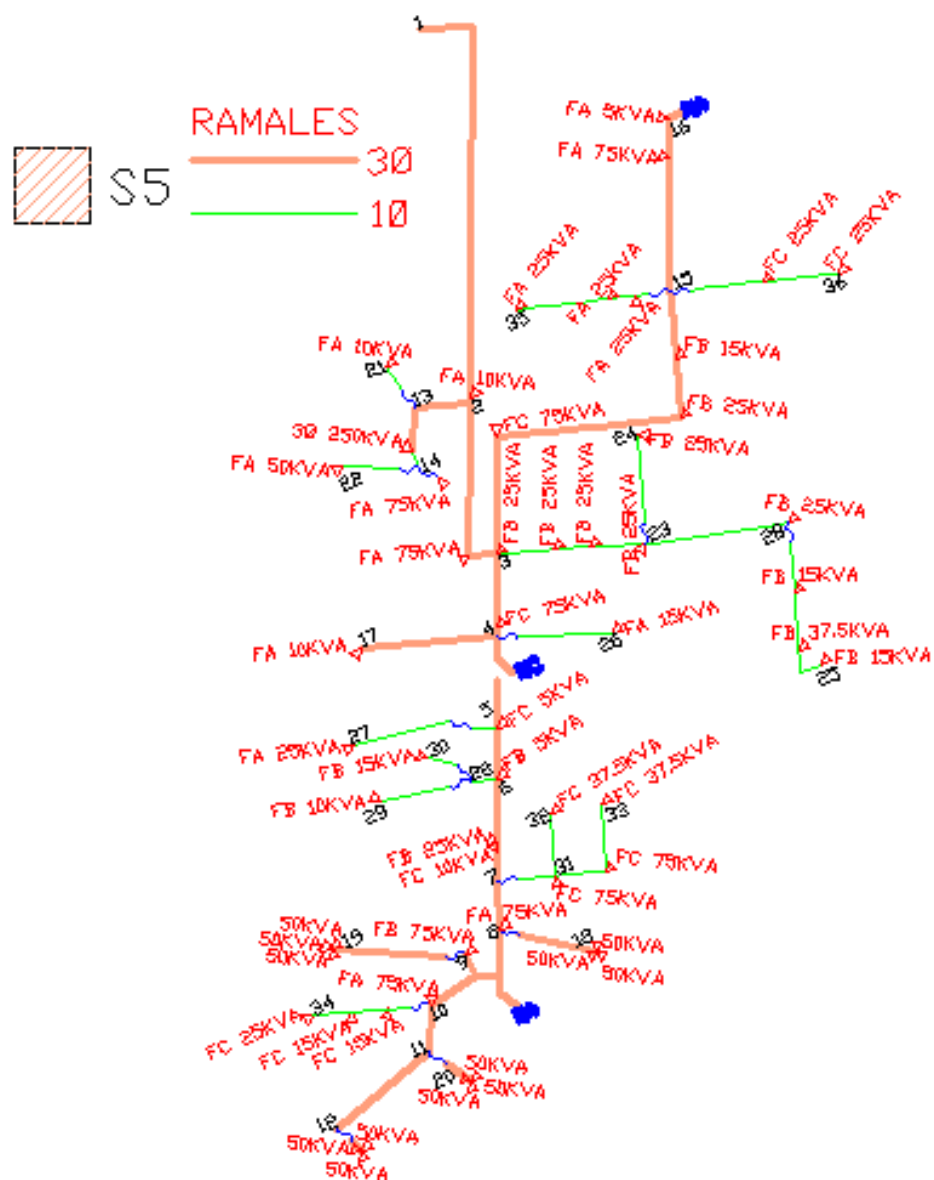 1
RAMALES
3Ø
1Ø
S5
FA 5KVA
16
FA 75KVA
FA 25KVA
FA 25KVA
FA 25KVA
FC 25KVA
FC 25KVA
15
35
36
FB 15KVA
FA 10KVA
21
13
FA 10KVA
2
FB 25KVA
FC 75KVA
24
FB 25KVA
3Ø 250KVA
FA 50KVA
22
14
FA 75KVA
FB 25KVA
FB 25KVA
FB 25KVA
FB 25KVA
23
FB 25KVA
FA 75KVA
3
FB 15KVA
FC 75KVA
4
FA 15KVA
26
17
FA 10KVA
FB 37.5KVA
FB 15KVA
5
FC 5KVA
27
FA 25KVA
30
FB 15KVA
28
FB 5KVA
6
FB 10KVA
29
FC 37.5KVA
FC 37.5KVA
32
33
FB 25KVA
FC 10KVA
7
31
FC 75KVA
FC 75KVA
FA 75KVA
8
18
50KVA
50KVA
50KVA
50KVA
50KVA
50KVA
19
FB 75KVA
9
FA 75KVA
10
34
FC 25KVA
FC 15KVA
FC 15KVA
11
20
50KVA
50KVA
50KVA
12
50KVA
50KVA
50KVA